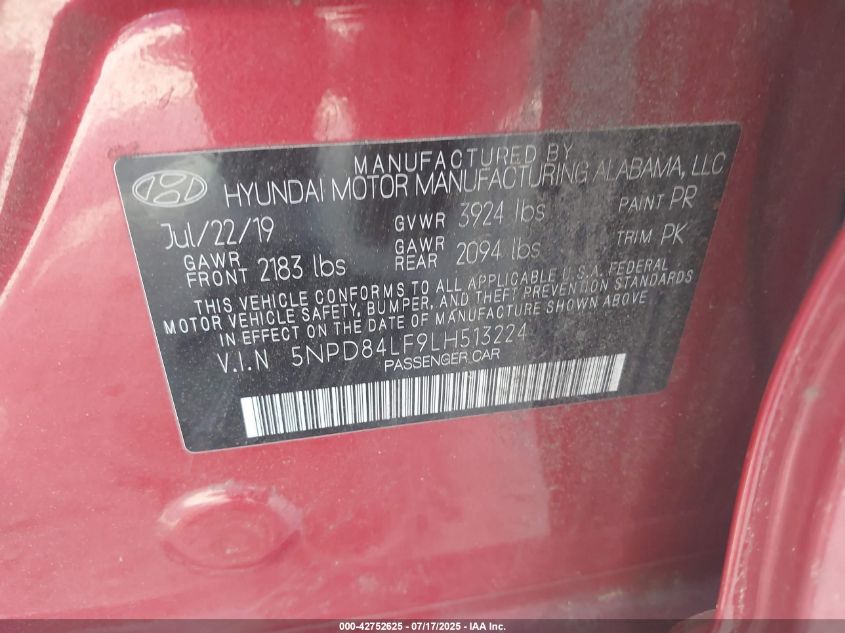 MANUFACTURED BY
HYUNDAI MOTOR MANUFACTURING ALABAMA, LLC
Jul/22/19 GVWR 3924 lbs PAINT PR
GAWR FRONT 2183 lbs GAWR REAR 2094 lbs TRIM PK
THIS VEHICLE CONFORMS TO ALL APPLICABLE U.S.A. FEDERAL
MOTOR VEHICLE SAFETY, BUMPER, AND THEFT PREVENTION STANDARDS
IN EFFECT ON THE DATE OF MANUFACTURE SHOWN ABOVE
V.I.N 5NPD84LF9LH513224
PASSENGER CAR
000-42752625 - 07/17/2025 - IAA Inc.